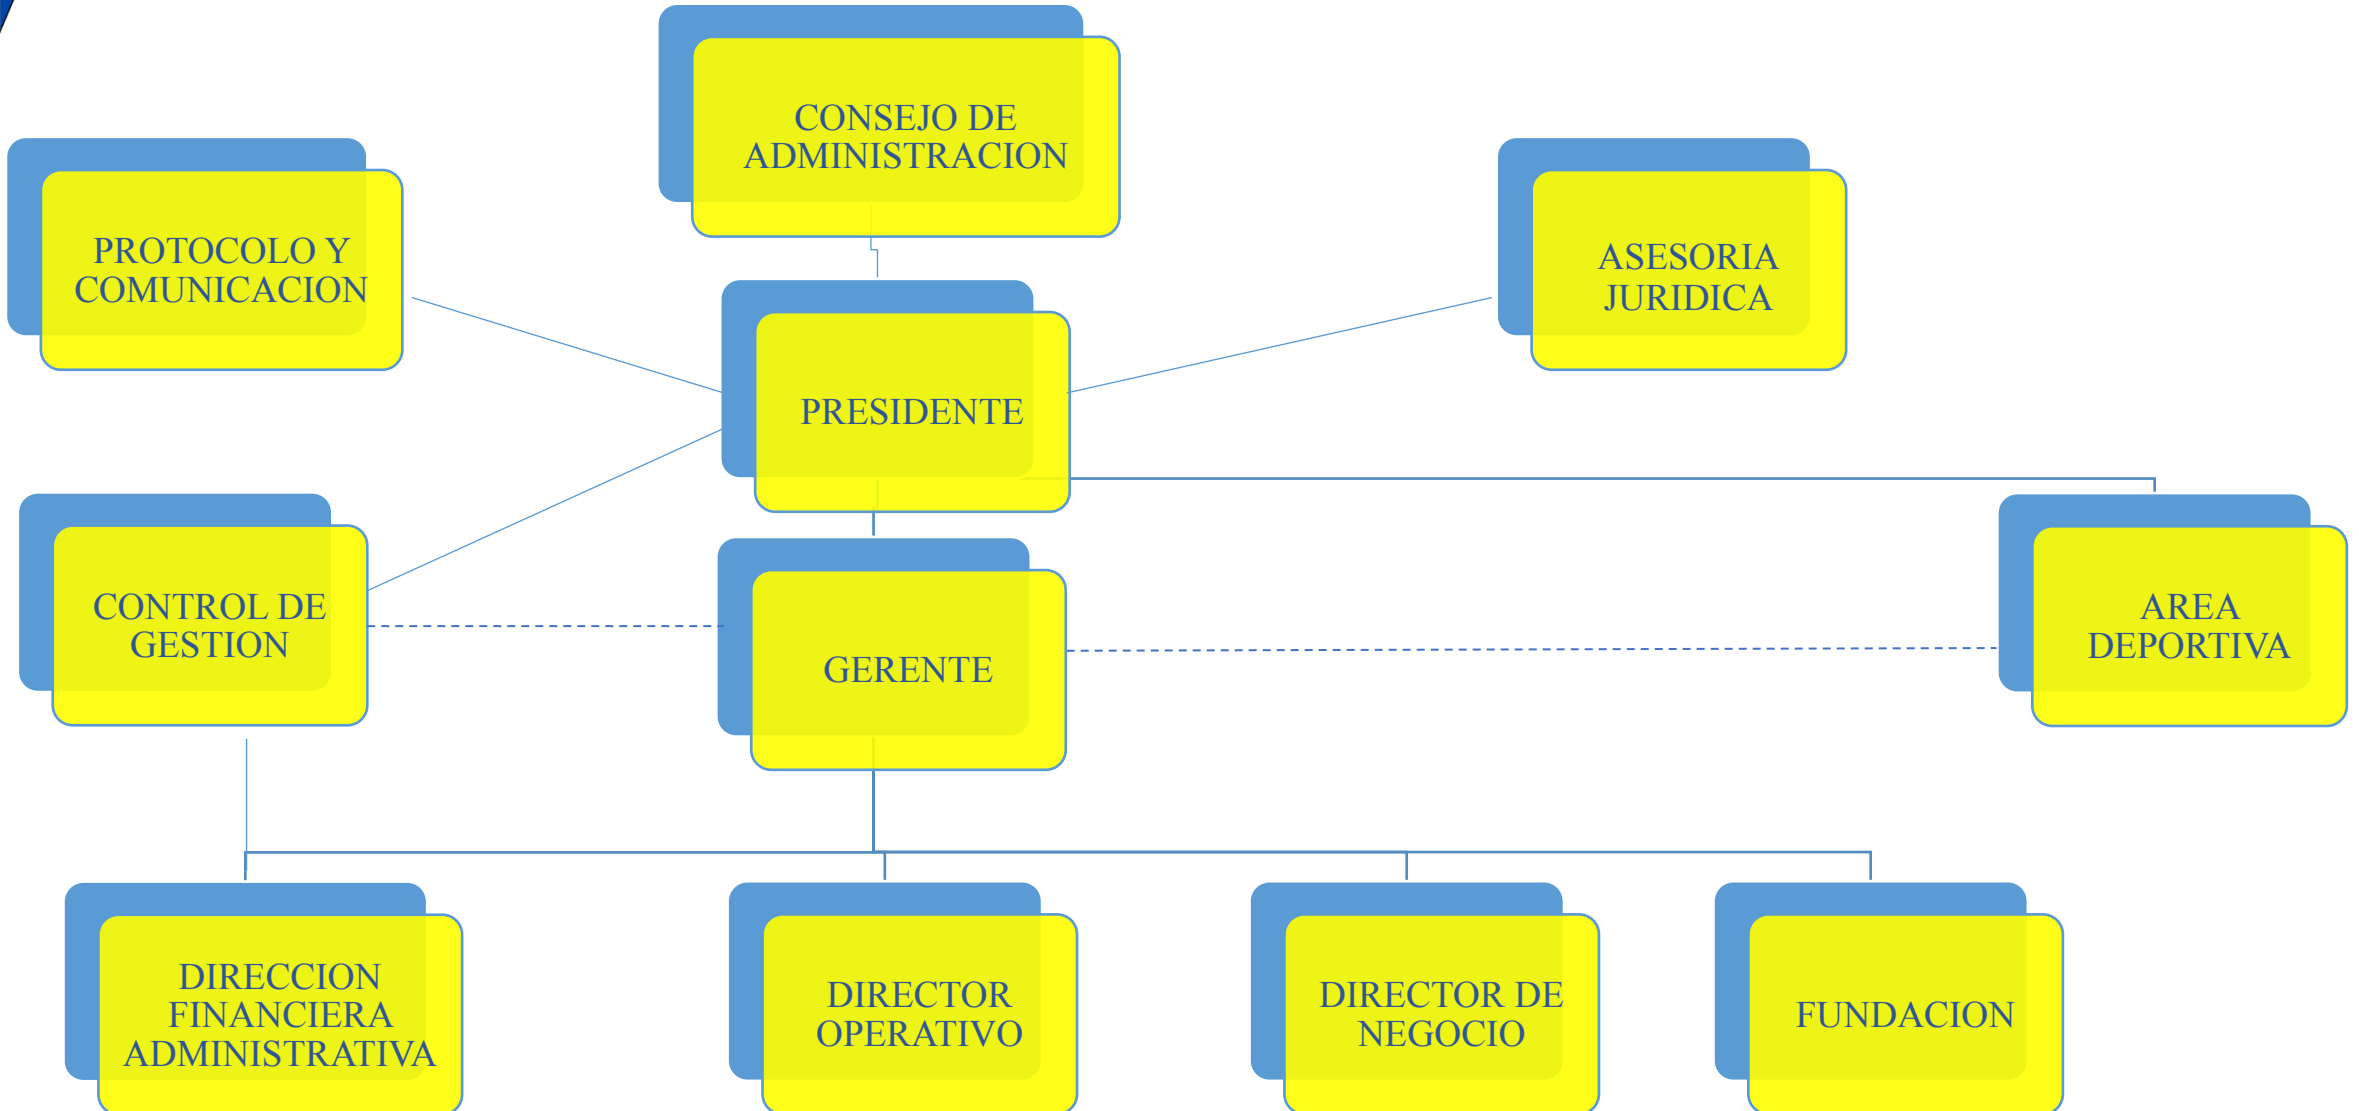 CONSEJO DE
ADMINISTRACION
PROTOCOLO Y
COMUNICACION
ASESORIA
JURIDICA
PRESIDENTE
CONTROL DE
GESTION
GERENTE
AREA
DEPORTIVA
DIRECCION
FINANCIERA
ADMINISTRATIVA
DIRECTOR
OPERATIVO
DIRECTOR DE
NEGOCIO
FUNDACION